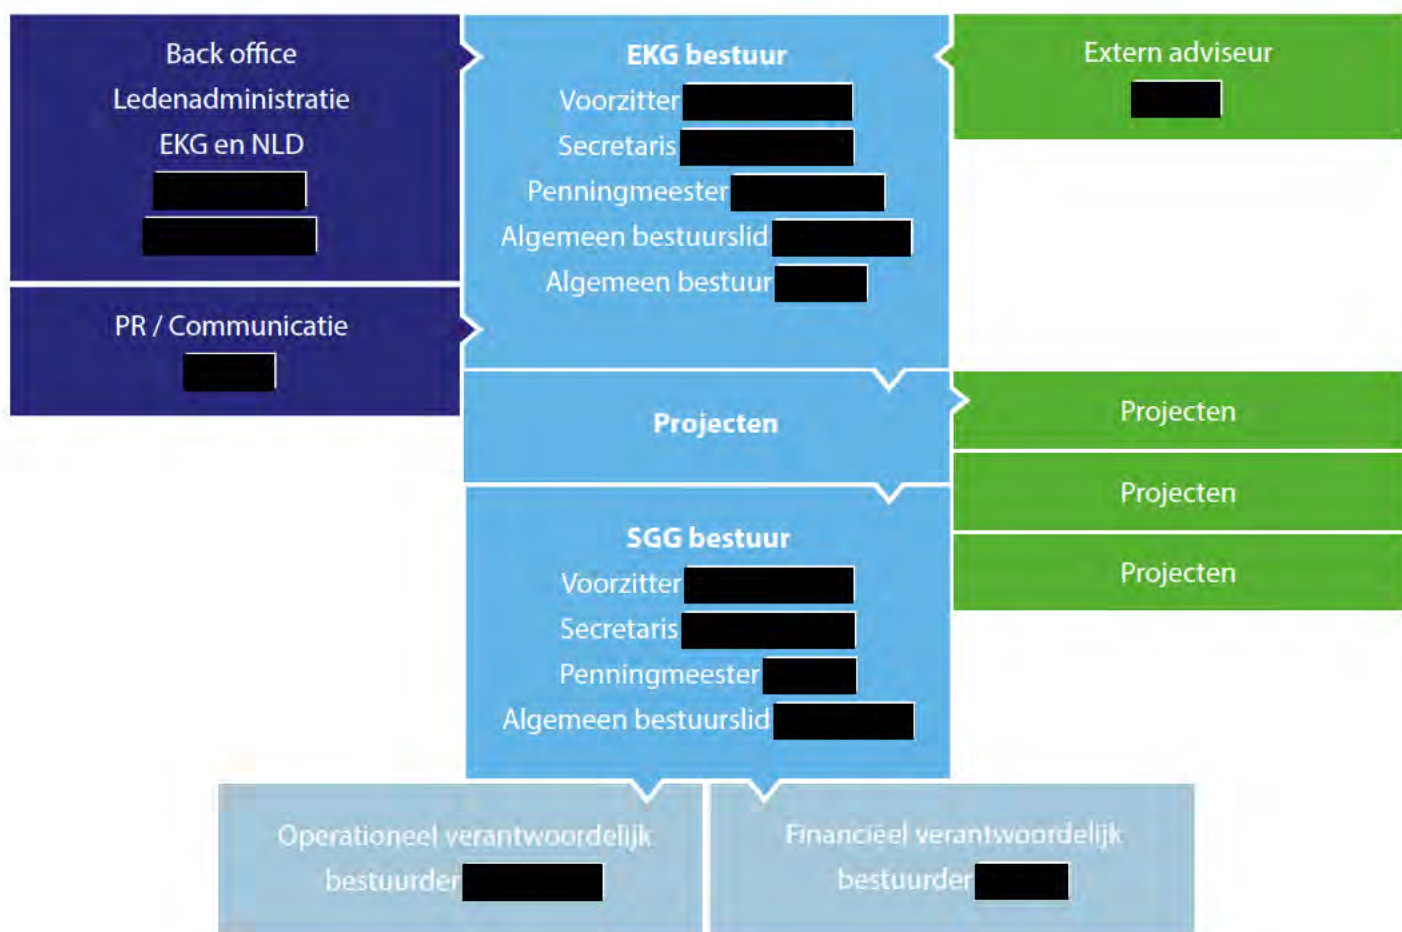 Back office
Ledenadministratie
EKG en NLD
PR / Communicatie
EKG bestuur
Voorzitter
Secretaris
Penningmeester
Algemeen bestuurslid
Algemeen bestuur
Extern adviseur
Projecten
Projecten
Projecten
Projecten
SGG bestuur
Voorzitter
Secretaris
Penningmeester
Algemeen bestuurslid
Operationeel verantwoordelijk
bestuurder
Financiëel verantwoordelijk
bestuurder